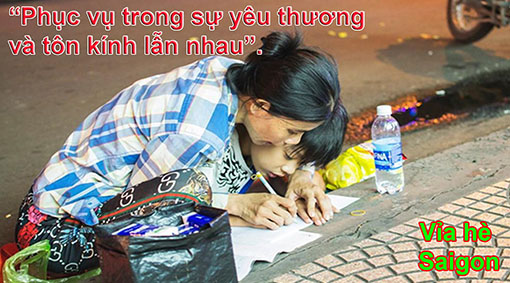 “Phục vụ trong sự yêu thương
và tôn kính lẫn nhau”.
Vỉa hè
Saigon